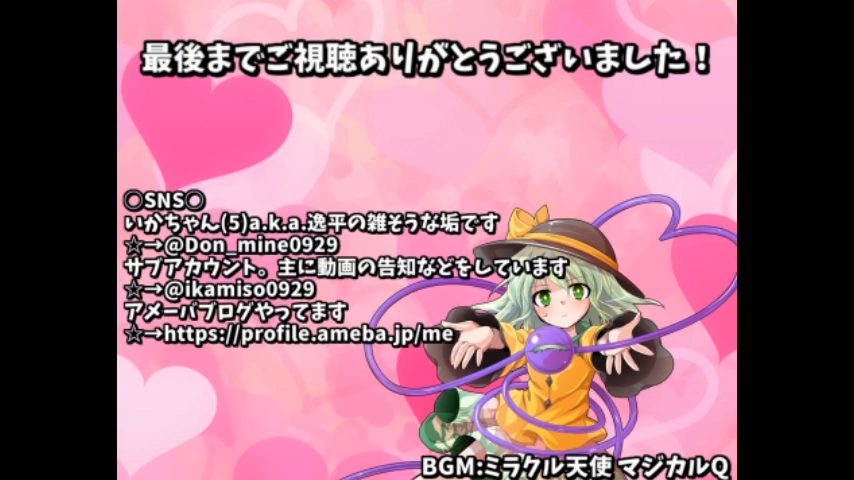 最後までご視聴ありがとうございました！
〇SNS〇
いかちゃん(5)a.k.a.逸平の雑そうな垢です
☆→@Don_mine0929
サブアカウント。主に動画の告知などをしています
☆→@ikamiso0929
アメーバブログやってます
☆→https://profile.ameba.jp/me
BGM:ミラクル天使 マジカルQ